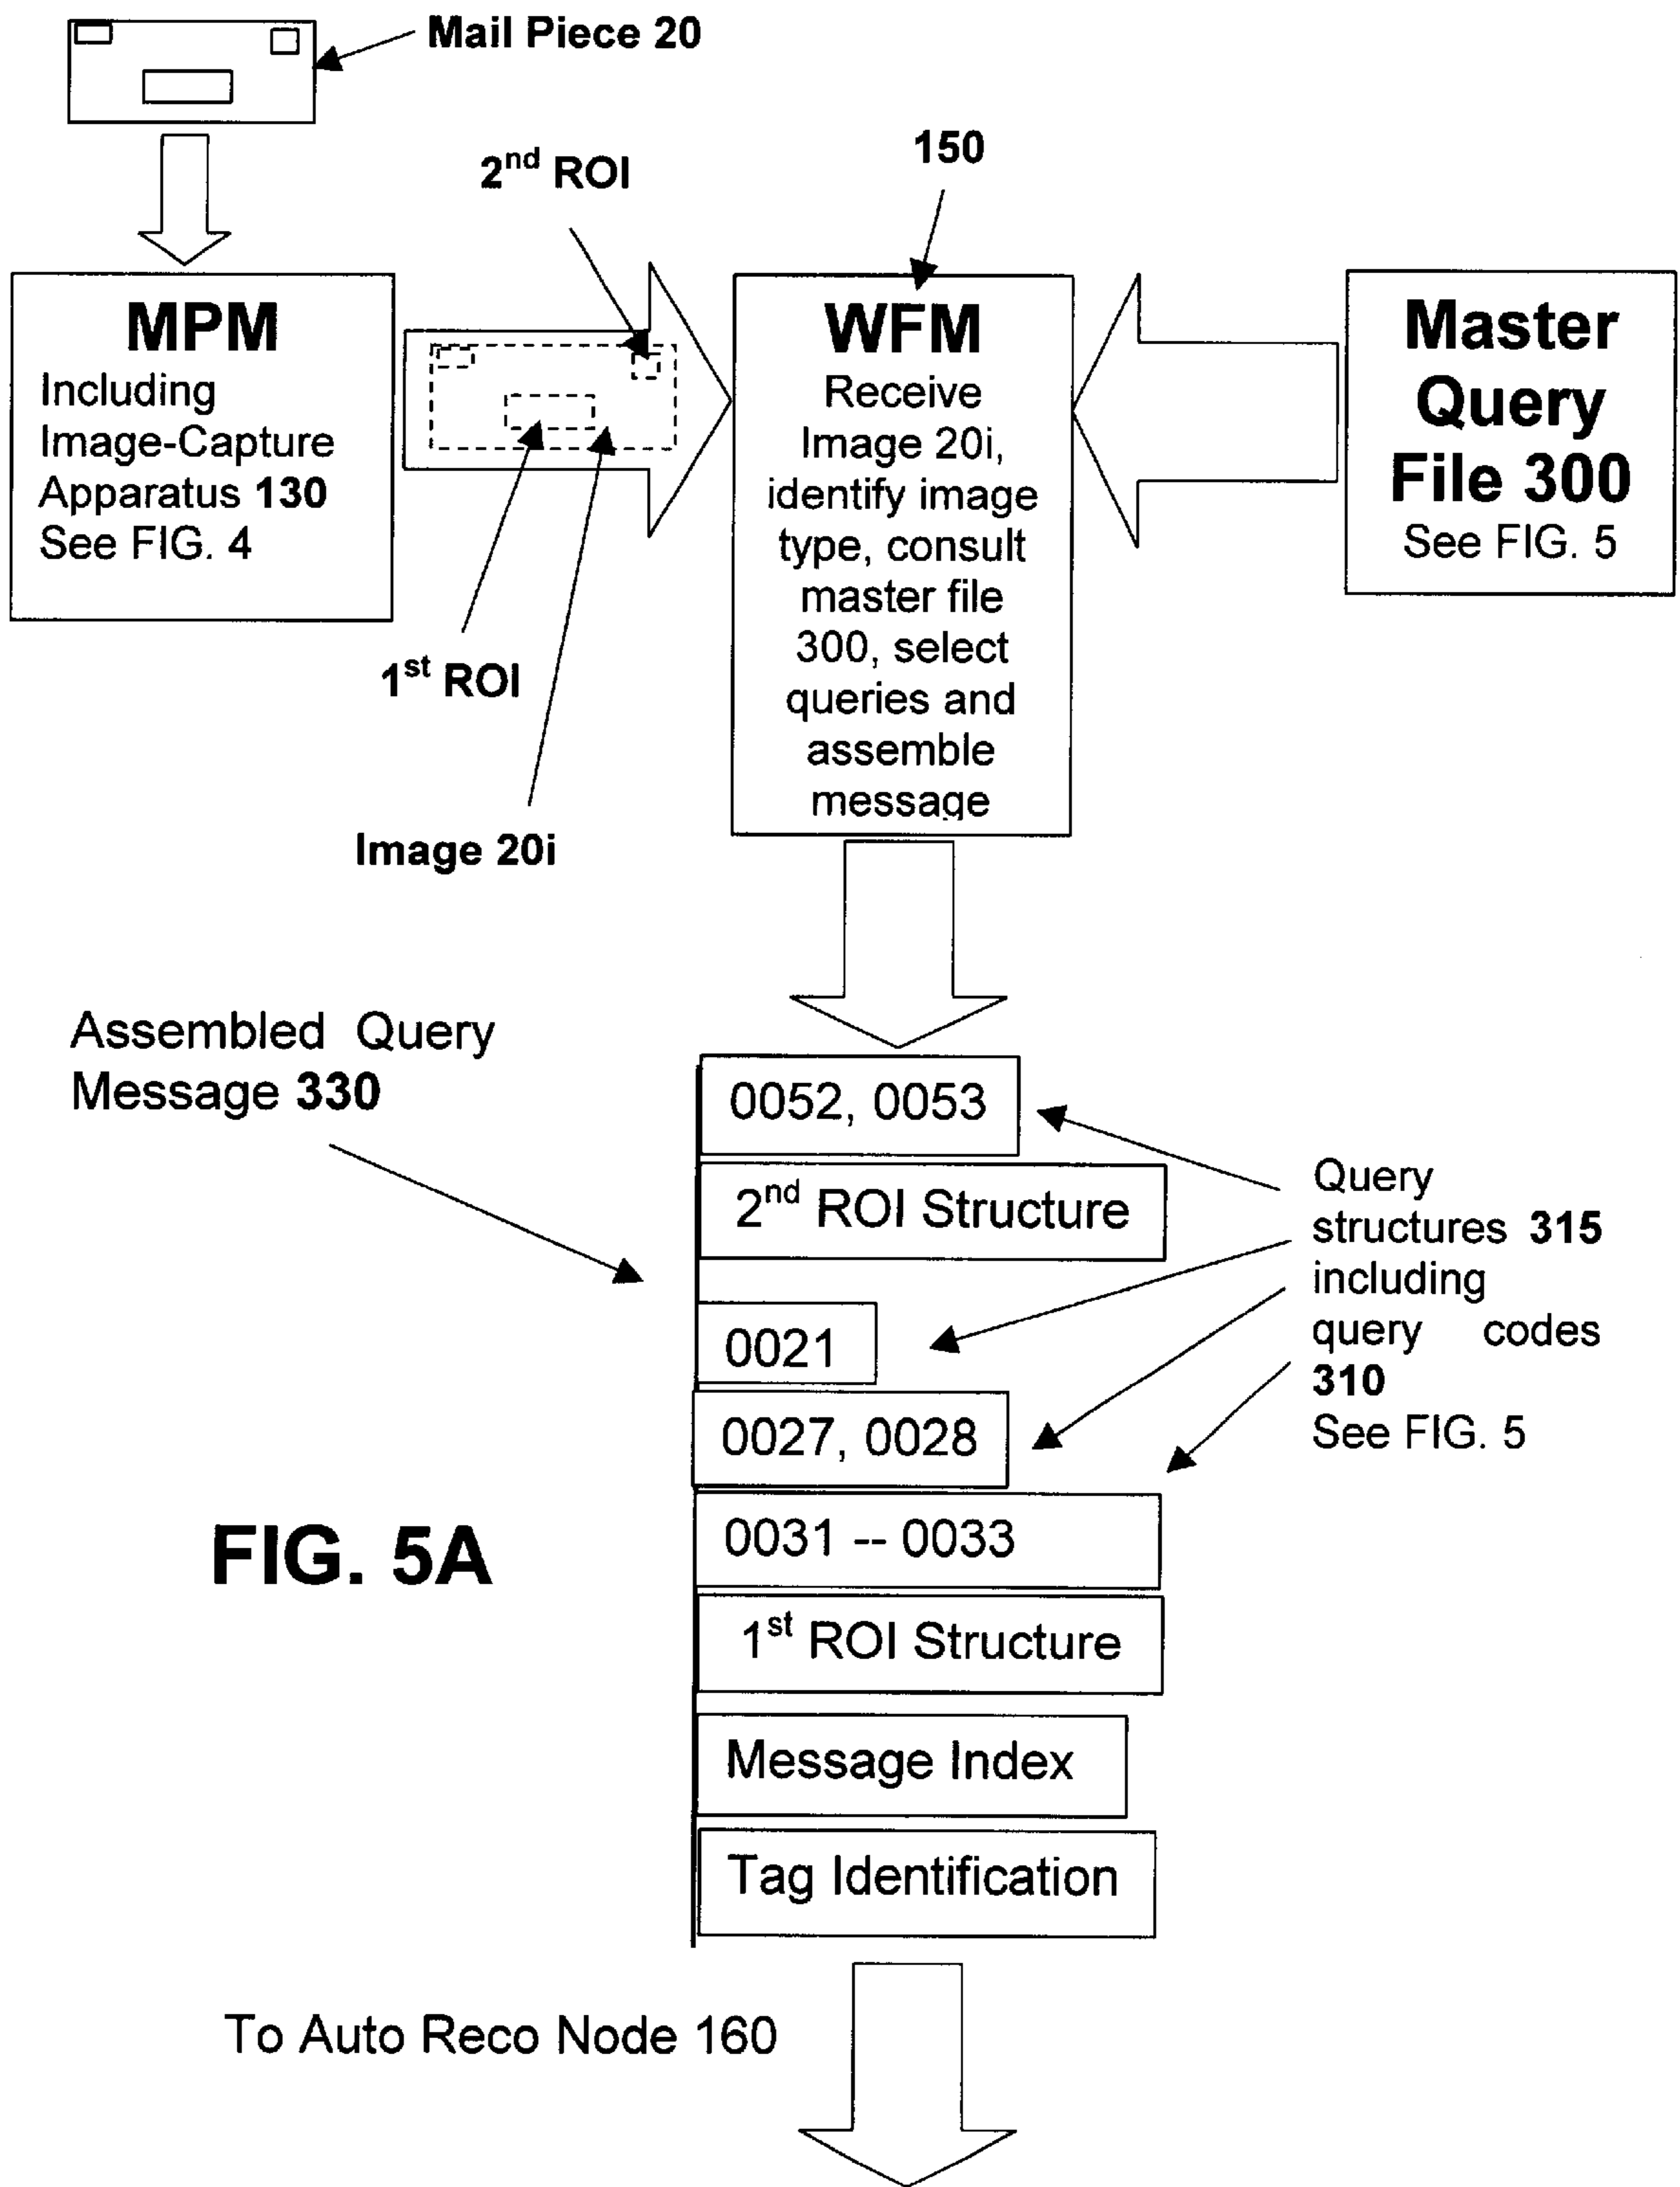 Mail Piece 20
2nd ROI
150
MPM
Including
Image-Capture
Apparatus 130
See FIG. 4
WFM
Receive
Image 20i,
identify image
type, consult
master file
300, select
queries and
assemble
message
Master
Query
File 300
See FIG. 5
1st ROI
Image 20i
Assembled Query
Message 330
0052, 0053
2nd ROI Structure
0021
0027, 0028
0031 -- 0033
1st ROI Structure
Message Index
Tag Identification
Query
structures 315
including
query codes
310
See FIG. 5
FIG. 5A
To Auto Reco Node 160